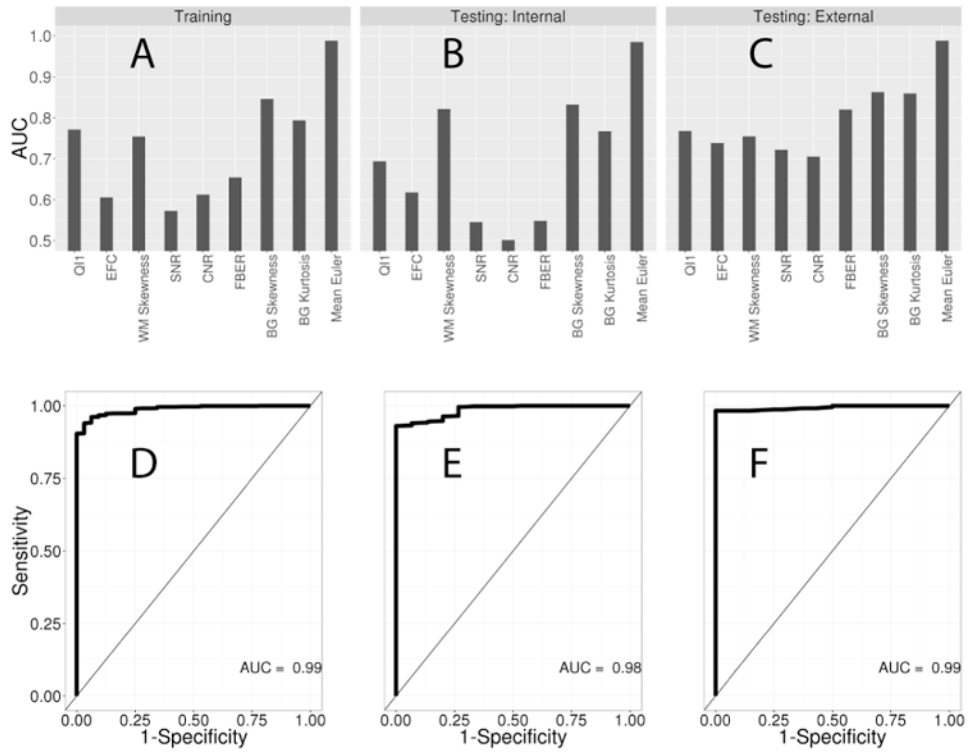 Training
Testing: Internal
Testing: External
A
B
C
AUC
1.0
0.9
0.8
0.7
0.6
0.5
QI1
EFC
WM Skewness
SNR
CNR
FBER
BG Skewness
BG Kurtosis
Mean Euler
QI1
EFC
WM Skewness
SNR
CNR
FBER
BG Skewness
BG Kurtosis
Mean Euler
QI1
EFC
WM Skewness
SNR
CNR
FBER
BG Skewness
BG Kurtosis
Mean Euler
D
E
F
Sensitivity
1.00
0.75
0.50
0.25
0.00
AUC = 0.99
AUC = 0.98
AUC = 0.99
0.00 0.25 0.50 0.75 1.00
0.00 0.25 0.50 0.75 1.00
0.00 0.25 0.50 0.75 1.00
1-Specificity
1-Specificity
1-Specificity